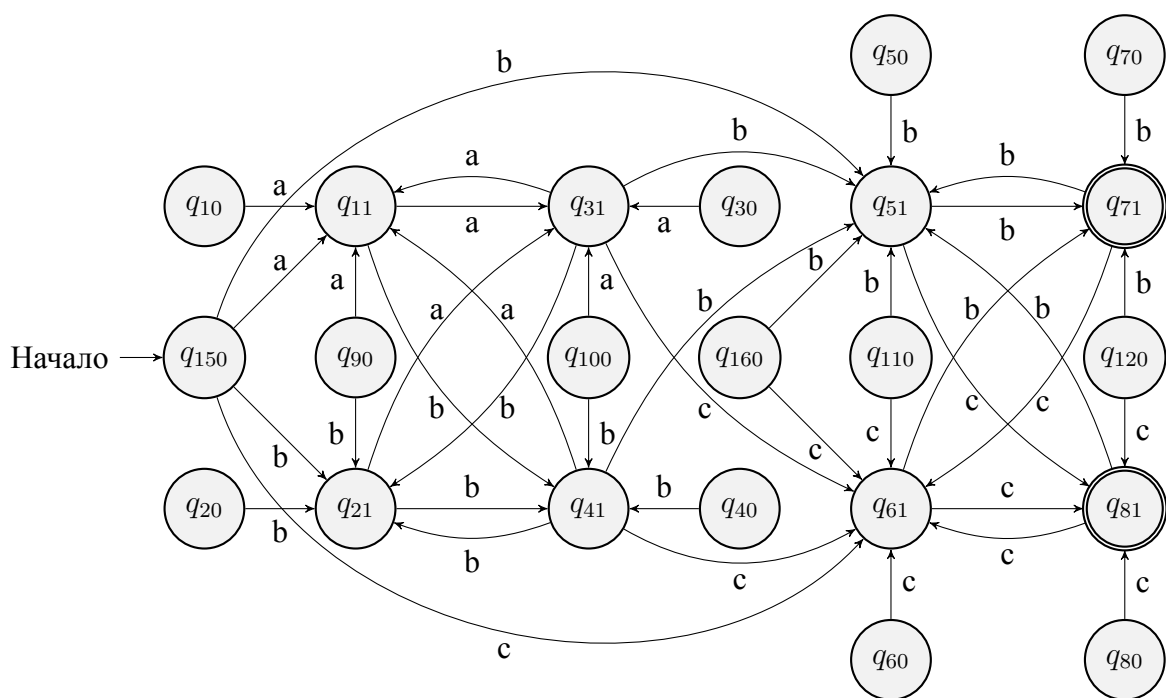 q50 q70
b
b b b
a b
q10 a q11 a q31 a q30 q51 b q71
a a b b b
a a b b b
Начало q150 q90 q100 q160 q110 q120
b b c c c
b b b c c c
q20 b q21 b q41 b q40 q61 c q81
b c c
c c c
q60 q80